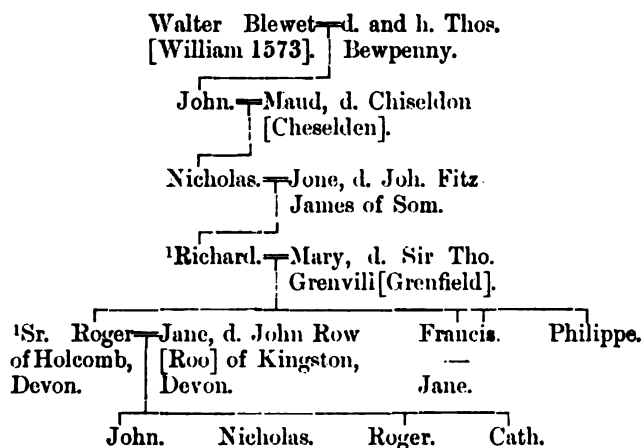 Walter Blewet═d. and h. Thos.
[William 1573]. Bewpenny.
John.═Maud, d. Chiseldon
[Cheselden].
Nicholas.═Jone, d. Joh. Fitz
James of Som.
¹Richard.═Mary, d. Sir Tho.
Grenvili [Grenfield].
¹Sr. Roger═Jane, d. John Row Francis. Philippe.
of Holcomb, [Roo] of Kingston, —
Devon. Devon. Jane.
John. Nicholas. Roger. Cath.